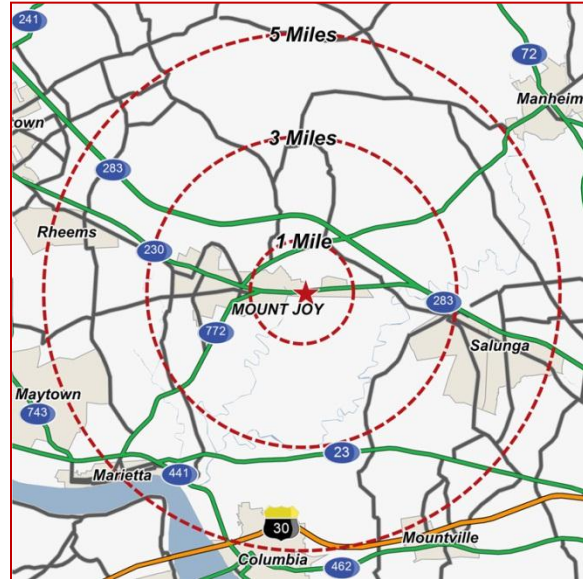 241
5 Miles
72
Manheim
town
3 Miles
283
Rheems
230
1 Mile
MOUNT JOY
283
772
Salunga
Maytown
743
23
Marietta
441
30
Mountville
Columbia
462